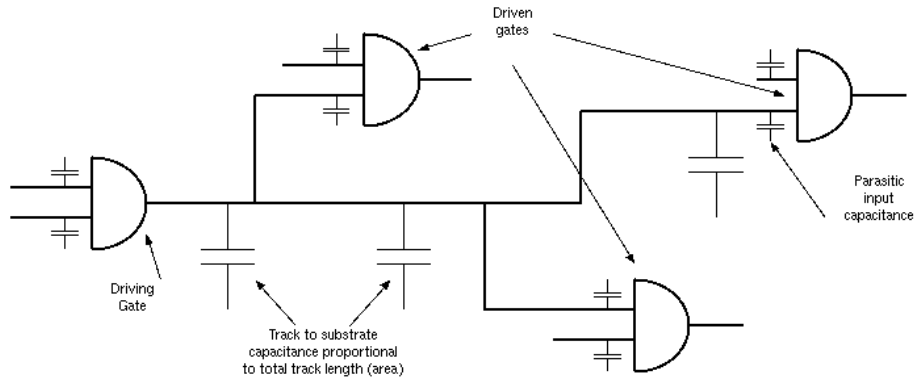 Driven
gates
Parasitic
input
capacitance
Driving
Gate
Track to substrate
capacitance proportional
to total track length (area)